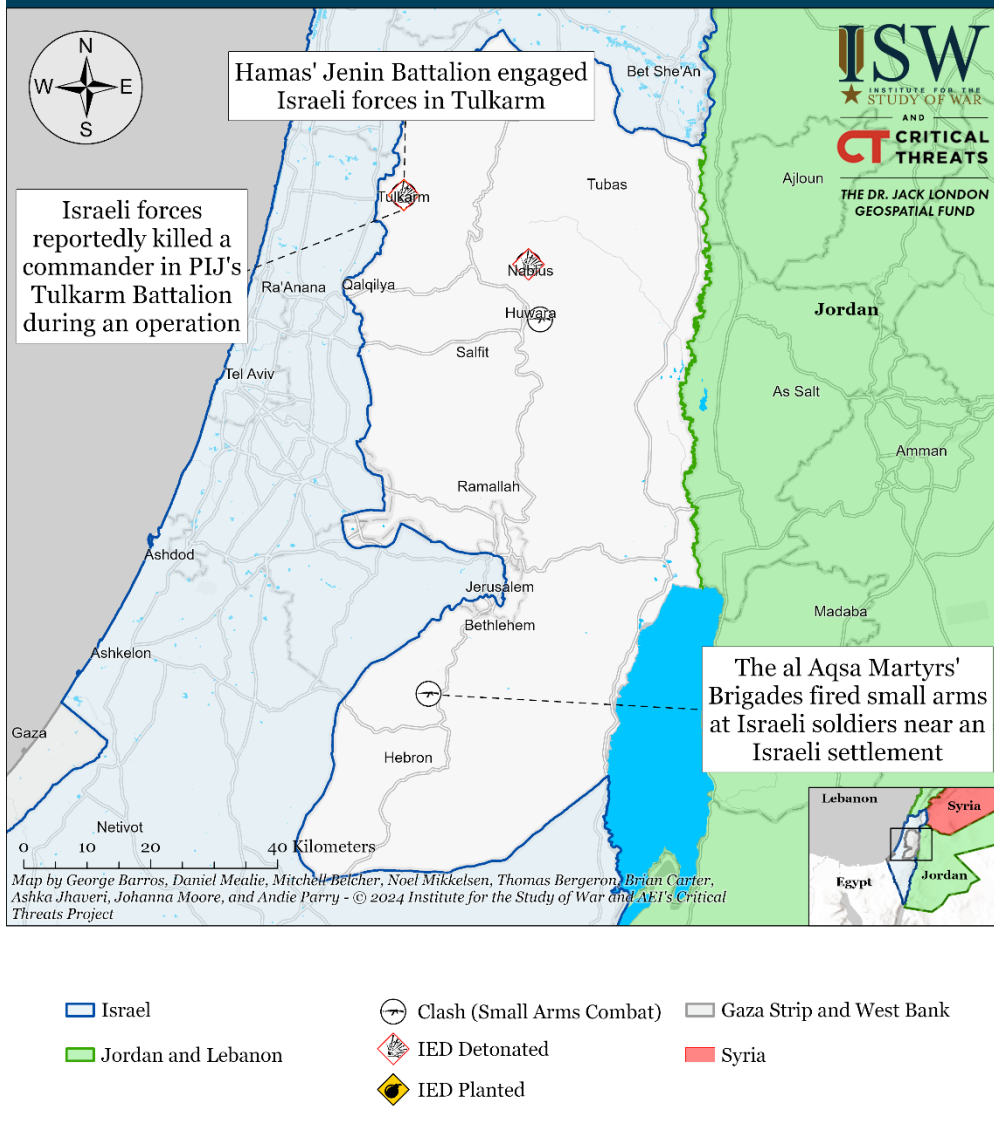 N
W
E
S
Hamas' Jenin Battalion engaged
Israeli forces in Tulkarm
Bet She'An
ISW
INSTITUTE FOR THE
STUDY OF WAR
AND
CT CRITICAL
THREATS
THE DR. JACK LONDON
GEOSPATIAL FUND
Ajloun
Tubas
Tulkarm
Israeli forces
reportedly killed a
commander in PIJ's
Tulkarm Battalion
during an operation
Nablus
Ra'Anana
Qalqilya
Huwara
Jordan
Salfit
Tel Aviv
As Salt
Amman
Ramallah
Ashdod
Jerusalem
Bethlehem
Madaba
Ashkelon
The al Aqsa Martyrs'
Brigades fired small arms
at Israeli soldiers near an
Israeli settlement
Gaza
Hebron
Netivot
0 10 20 40 Kilometers
Map by George Barros, Daniel Mealie, Mitchell Belcher, Noel Mikkelsen, Thomas Bergeron, Brian Carter,
Ashka Jhaveri, Johanna Moore, and Andie Parry - © 2024 Institute for the Study of War and AEI's Critical
Threats Project
Lebanon
Syria
Egypt
Jordan
Israel
Clash (Small Arms Combat)
Gaza Strip and West Bank
Jordan and Lebanon
IED Detonated
Syria
IED Planted